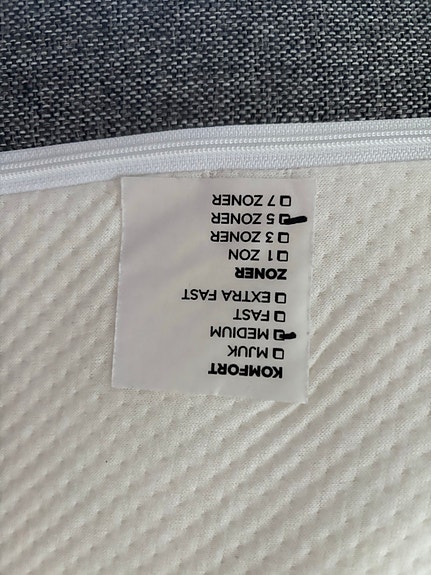 KOMFORT
☐ MJUK
☑ MEDIUM
☐ FAST
☐ EXTRA FAST
ZONER
☐ 1 ZON
☐ 3 ZONER
☑ 5 ZONER
☐ 7 ZONER